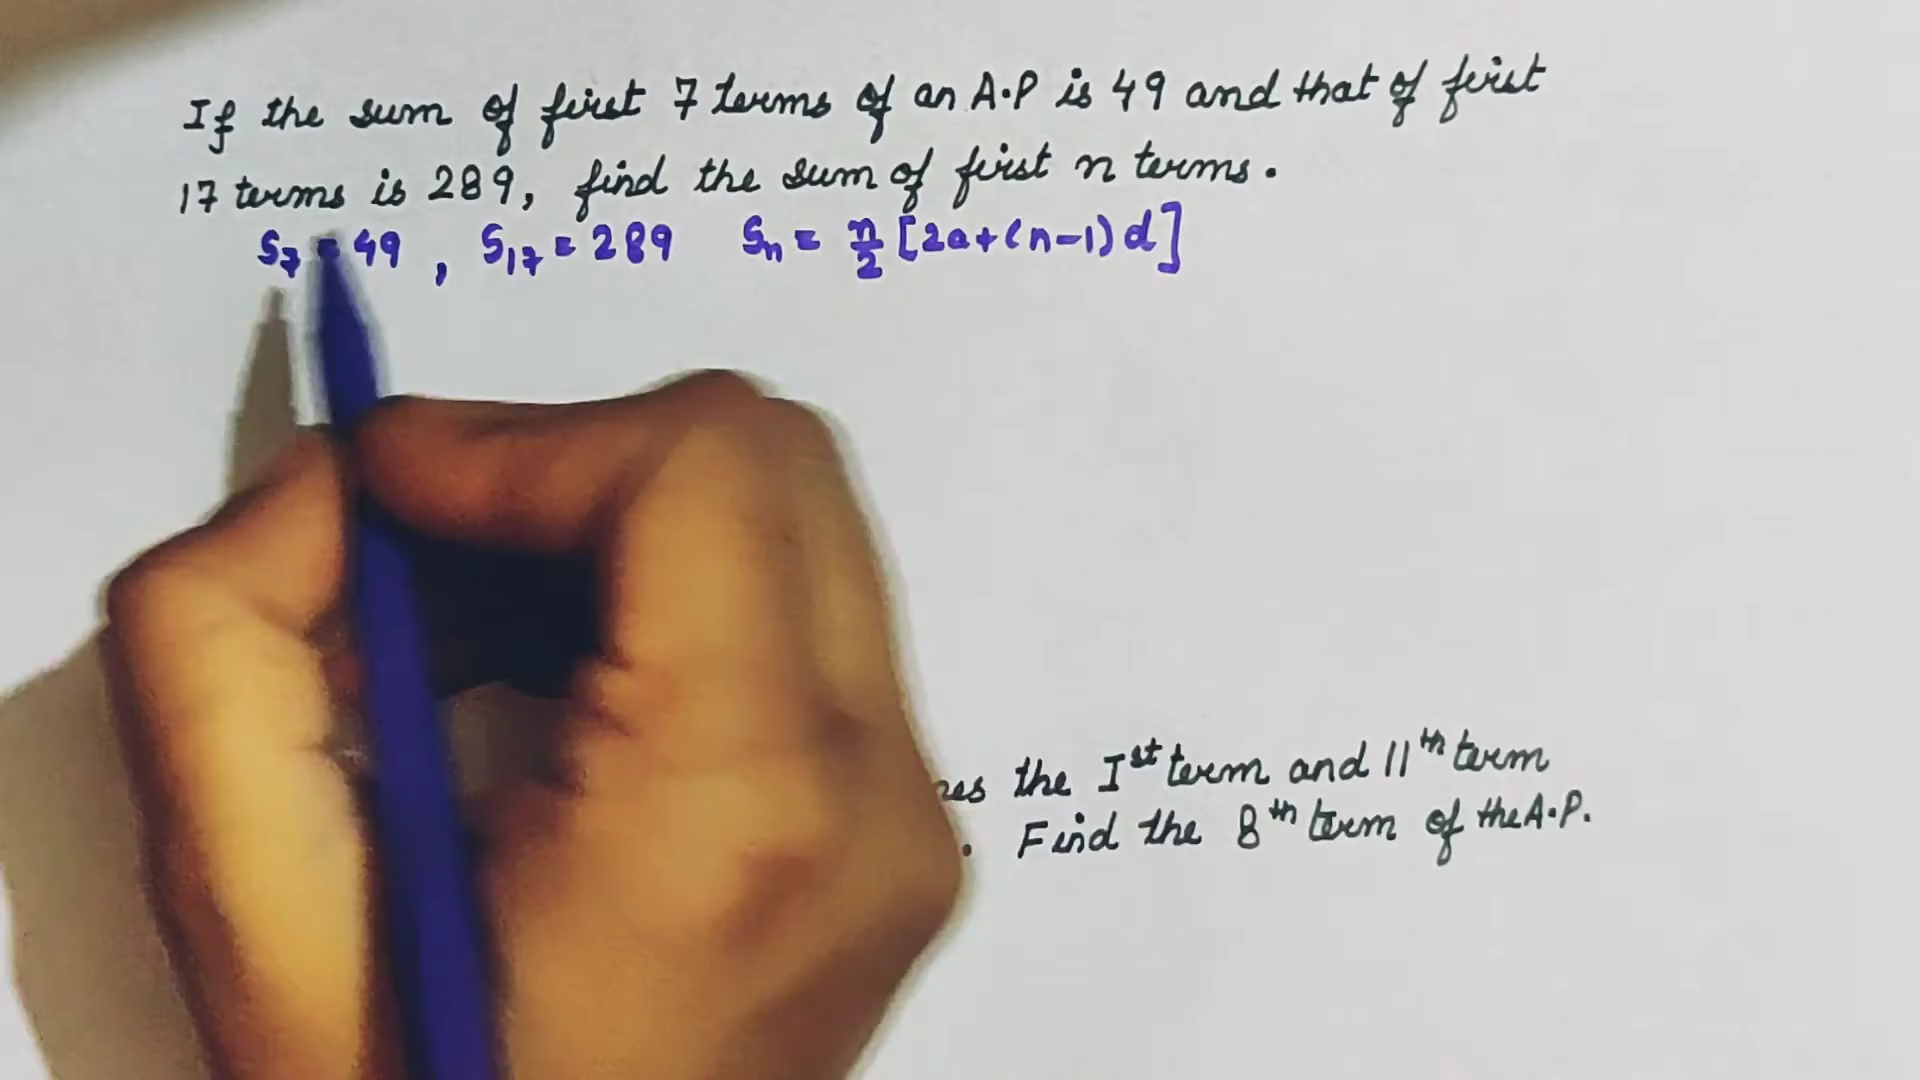 If the sum of first 7 terms of an A.P is 49 and that of first
17 terms is 289, find the sum of first n terms.
S₇ = 49 , S₁₇ = 289 Sₙ = n/2 [2a+(n-1)d]
the Iˢᵗ term and 11ᵗʰ term
. Find the 8ᵗʰ term of the A.P.